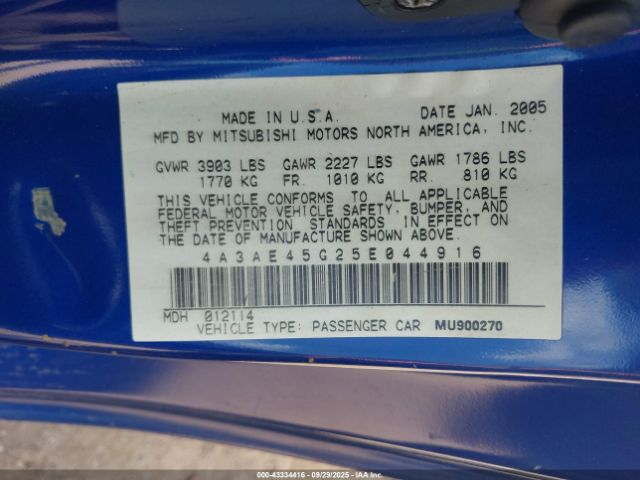 MADE IN U.S.A. DATE JAN. 2005
MFD BY MITSUBISHI MOTORS NORTH AMERICA, INC.
GVWR 3903 LBS GAWR 2227 LBS GAWR 1786 LBS
1770 KG FR. 1010 KG RR. 810 KG
THIS VEHICLE CONFORMS TO ALL APPLICABLE
FEDERAL MOTOR VEHICLE SAFETY, BUMPER, AND
THEFT PREVENTION STANDARDS IN EFFECT ON
THE DATE OF MANUFACTURE SHOWN ABOVE.
4A3AE45G25E044916
MDH 012114
VEHICLE TYPE: PASSENGER CAR MU900270
© 43334416 - 09/29/2025 - IAA Inc.